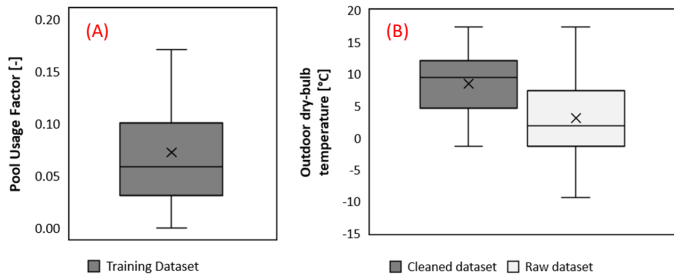 (A)
Pool Usage Factor [-]
0.20
0.15
0.10
0.05
0.00
Training Dataset
(B)
Outdoor dry-bulb
temperature [°C]
20
15
10
5
0
-5
-10
-15
Cleaned dataset
Raw dataset